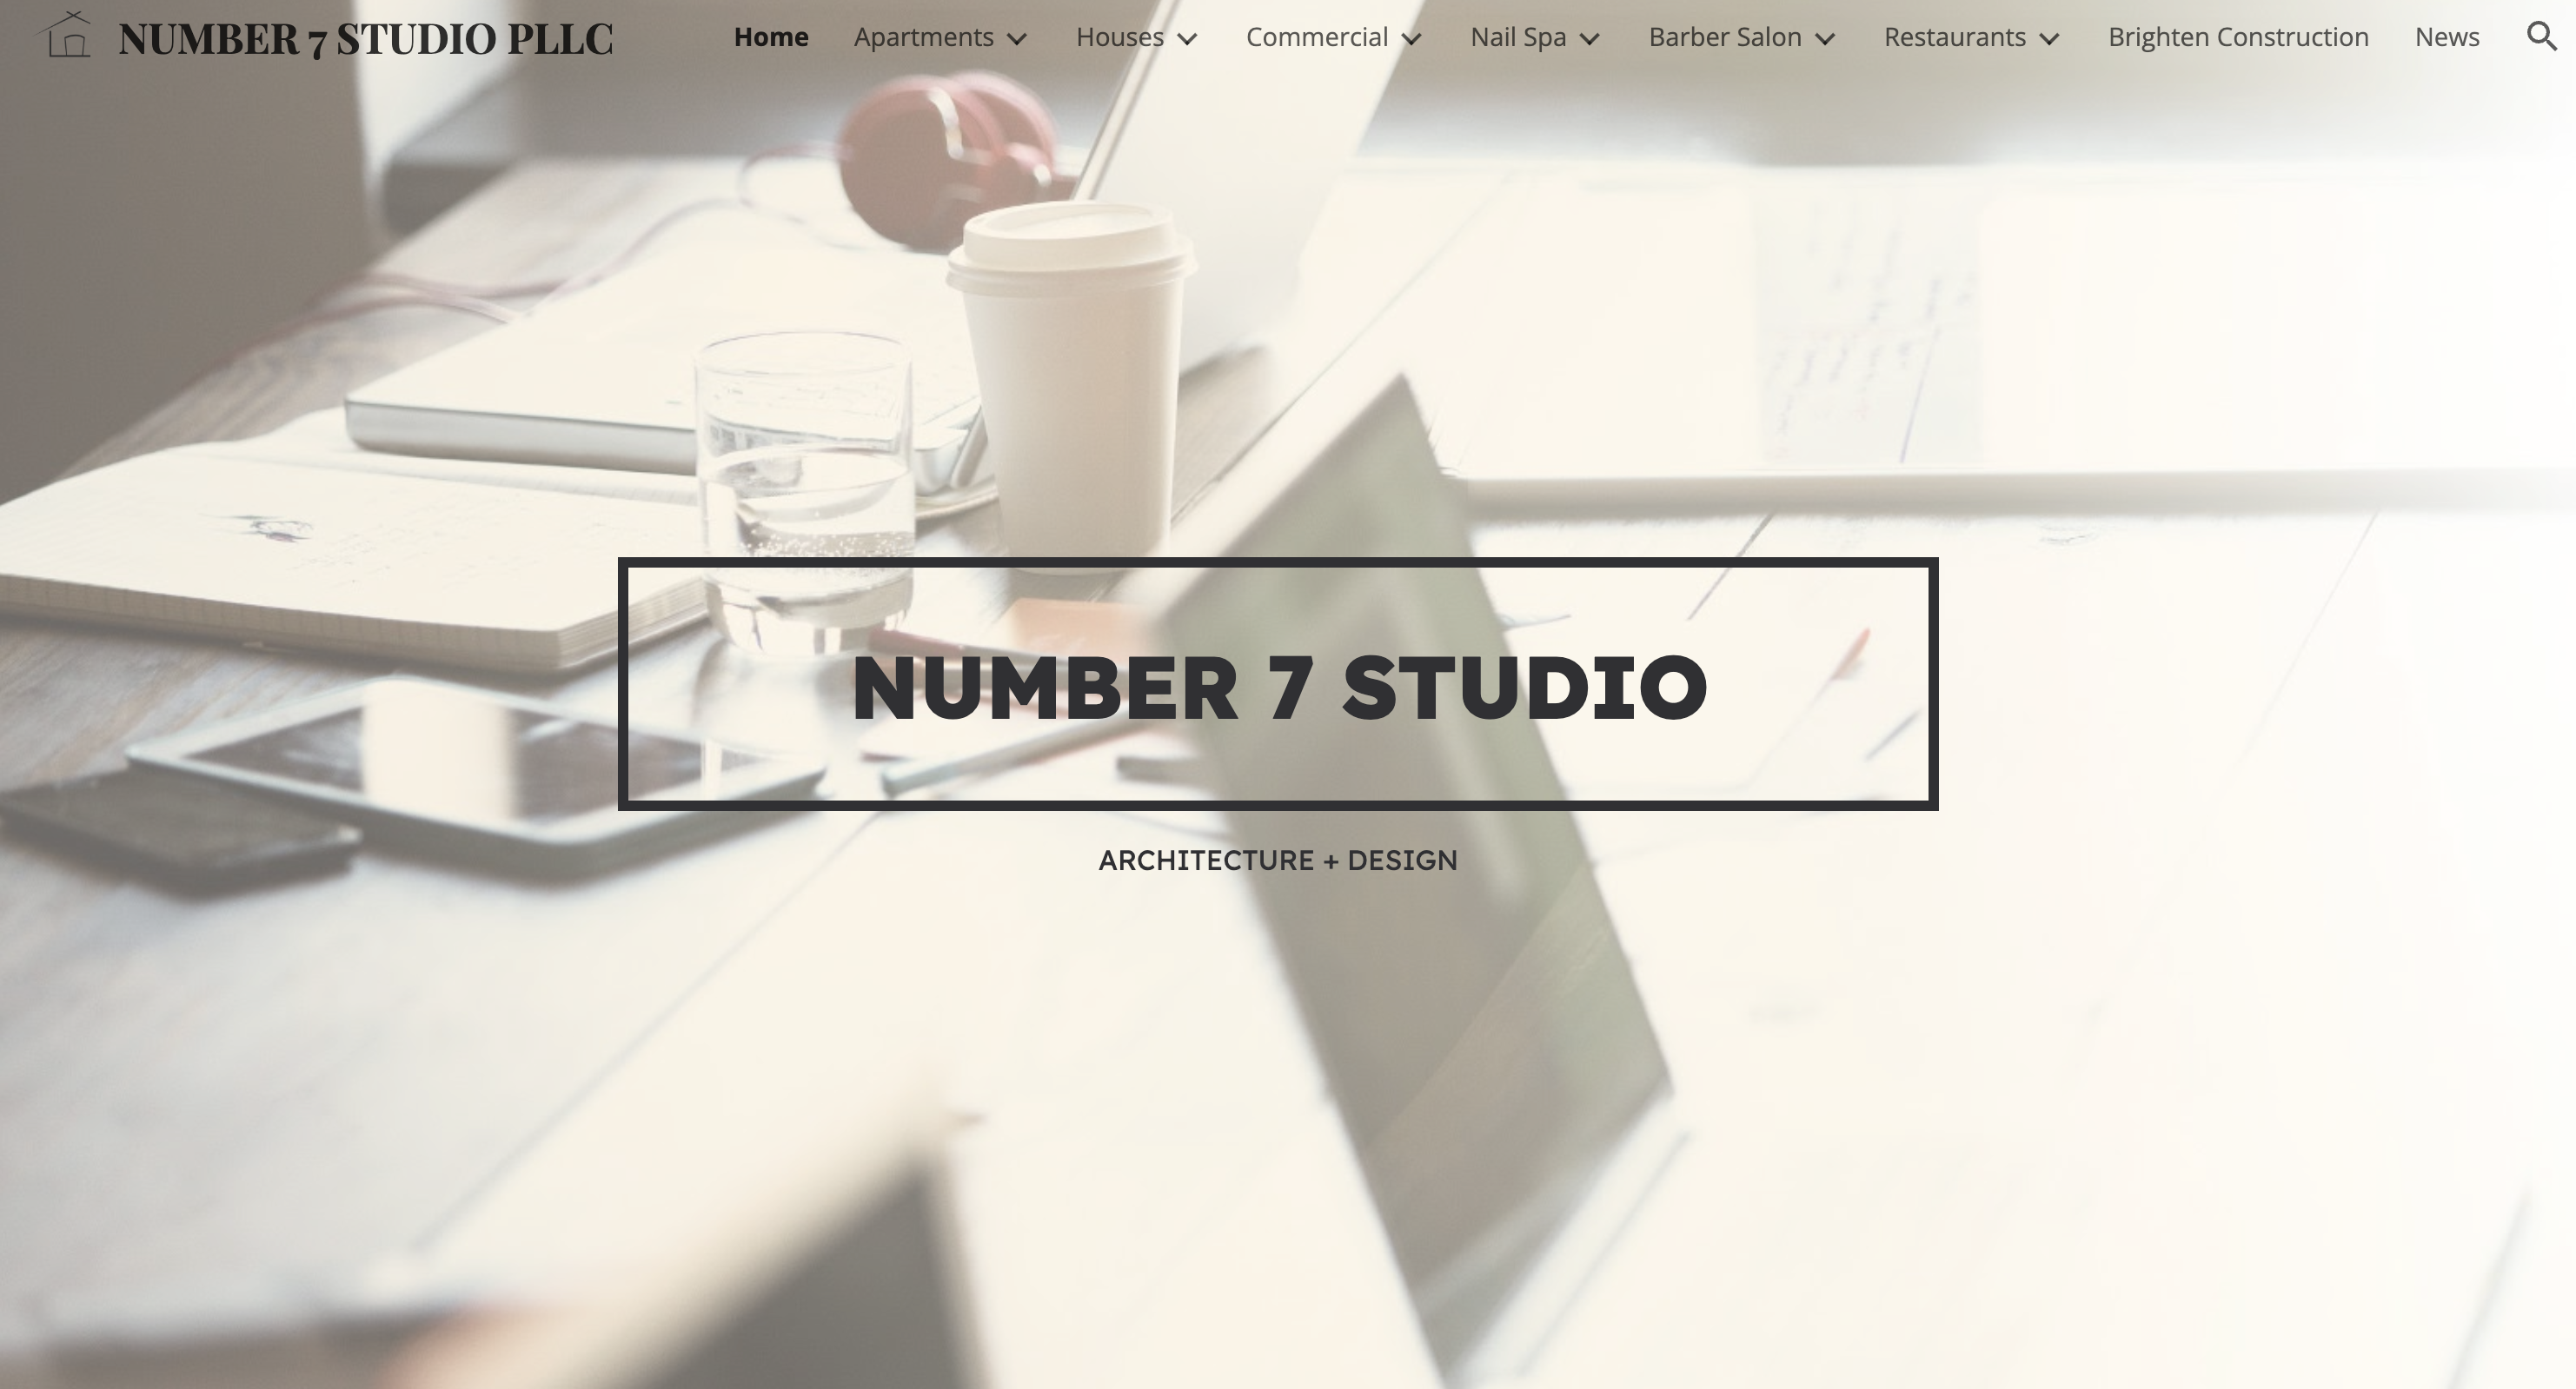 NUMBER 7 STUDIO PLLC
Home Apartments Houses Commercial Nail Spa Barber Salon Restaurants Brighten Construction News
NUMBER 7 STUDIO
ARCHITECTURE + DESIGN